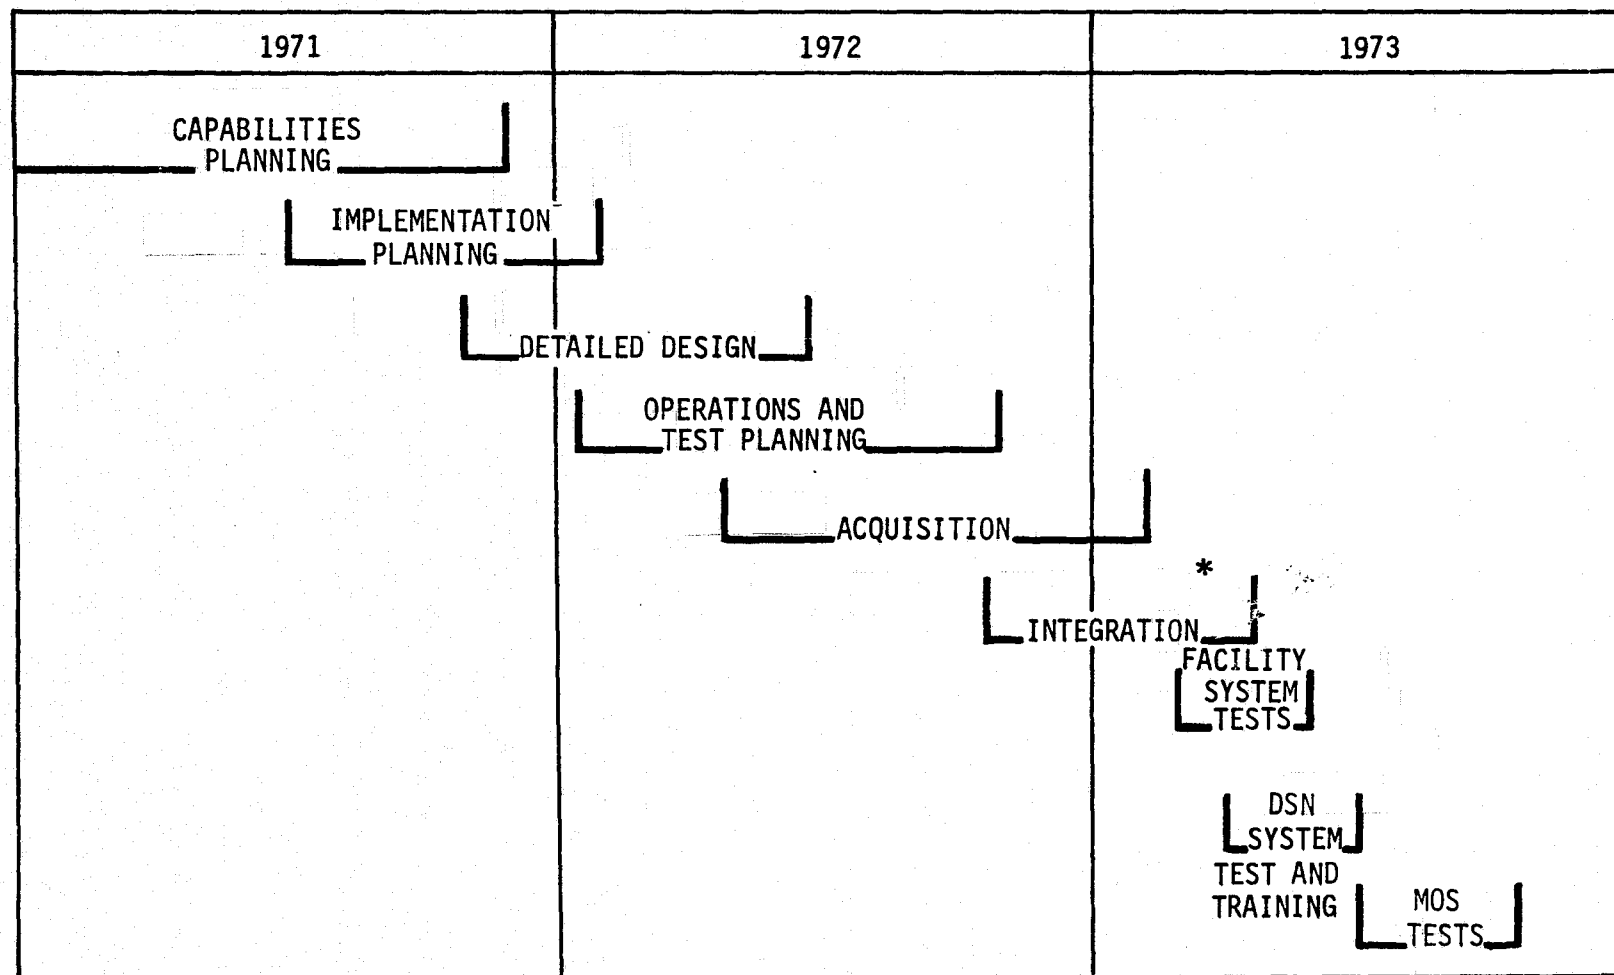 1971
1972
1973
CAPABILITIES
PLANNING
IMPLEMENTATION
PLANNING
DETAILED DESIGN
OPERATIONS AND
TEST PLANNING
ACQUISITION
*
INTEGRATION
FACILITY
SYSTEM
TESTS
DSN
SYSTEM
TEST AND
TRAINING
MOS
TESTS